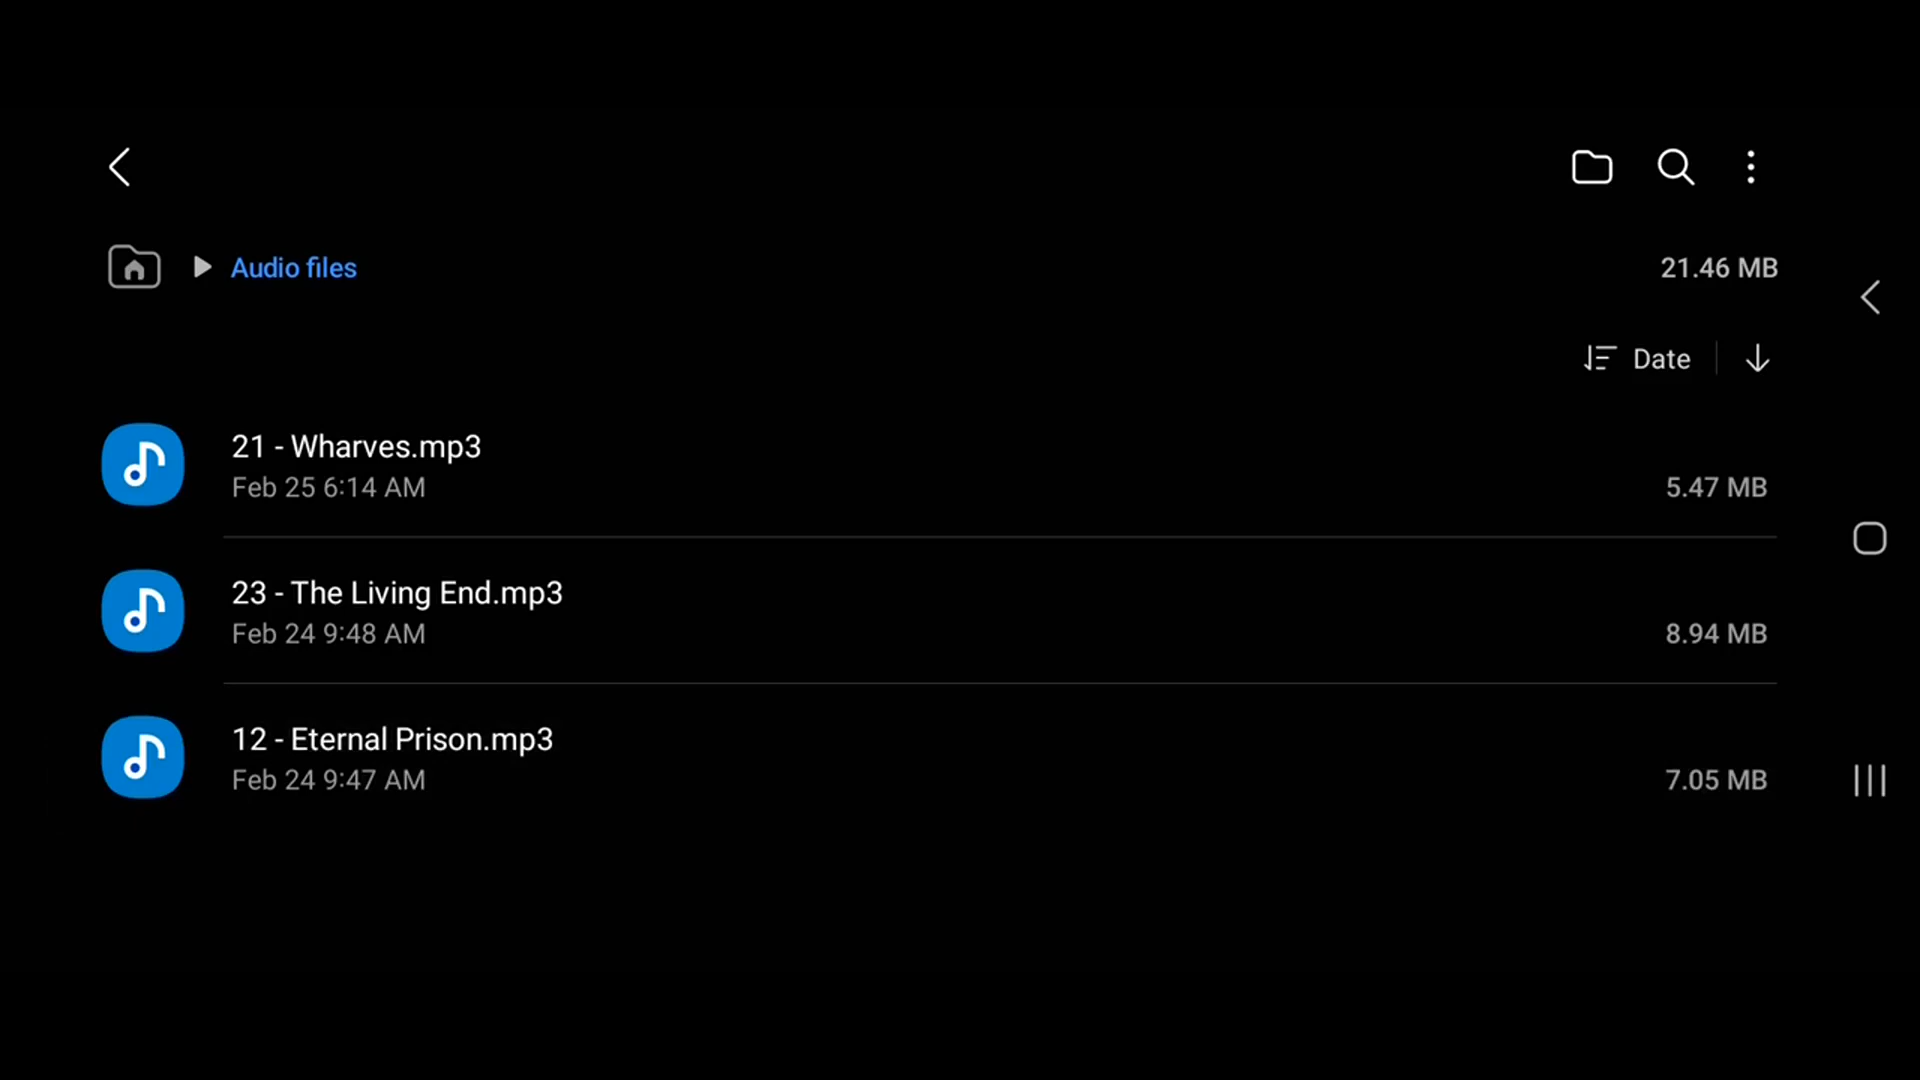 Audio files
21.46 MB
Date
21 - Wharves.mp3
Feb 25 6:14 AM
5.47 MB
23 - The Living End.mp3
Feb 24 9:48 AM
8.94 MB
12 - Eternal Prison.mp3
Feb 24 9:47 AM
7.05 MB